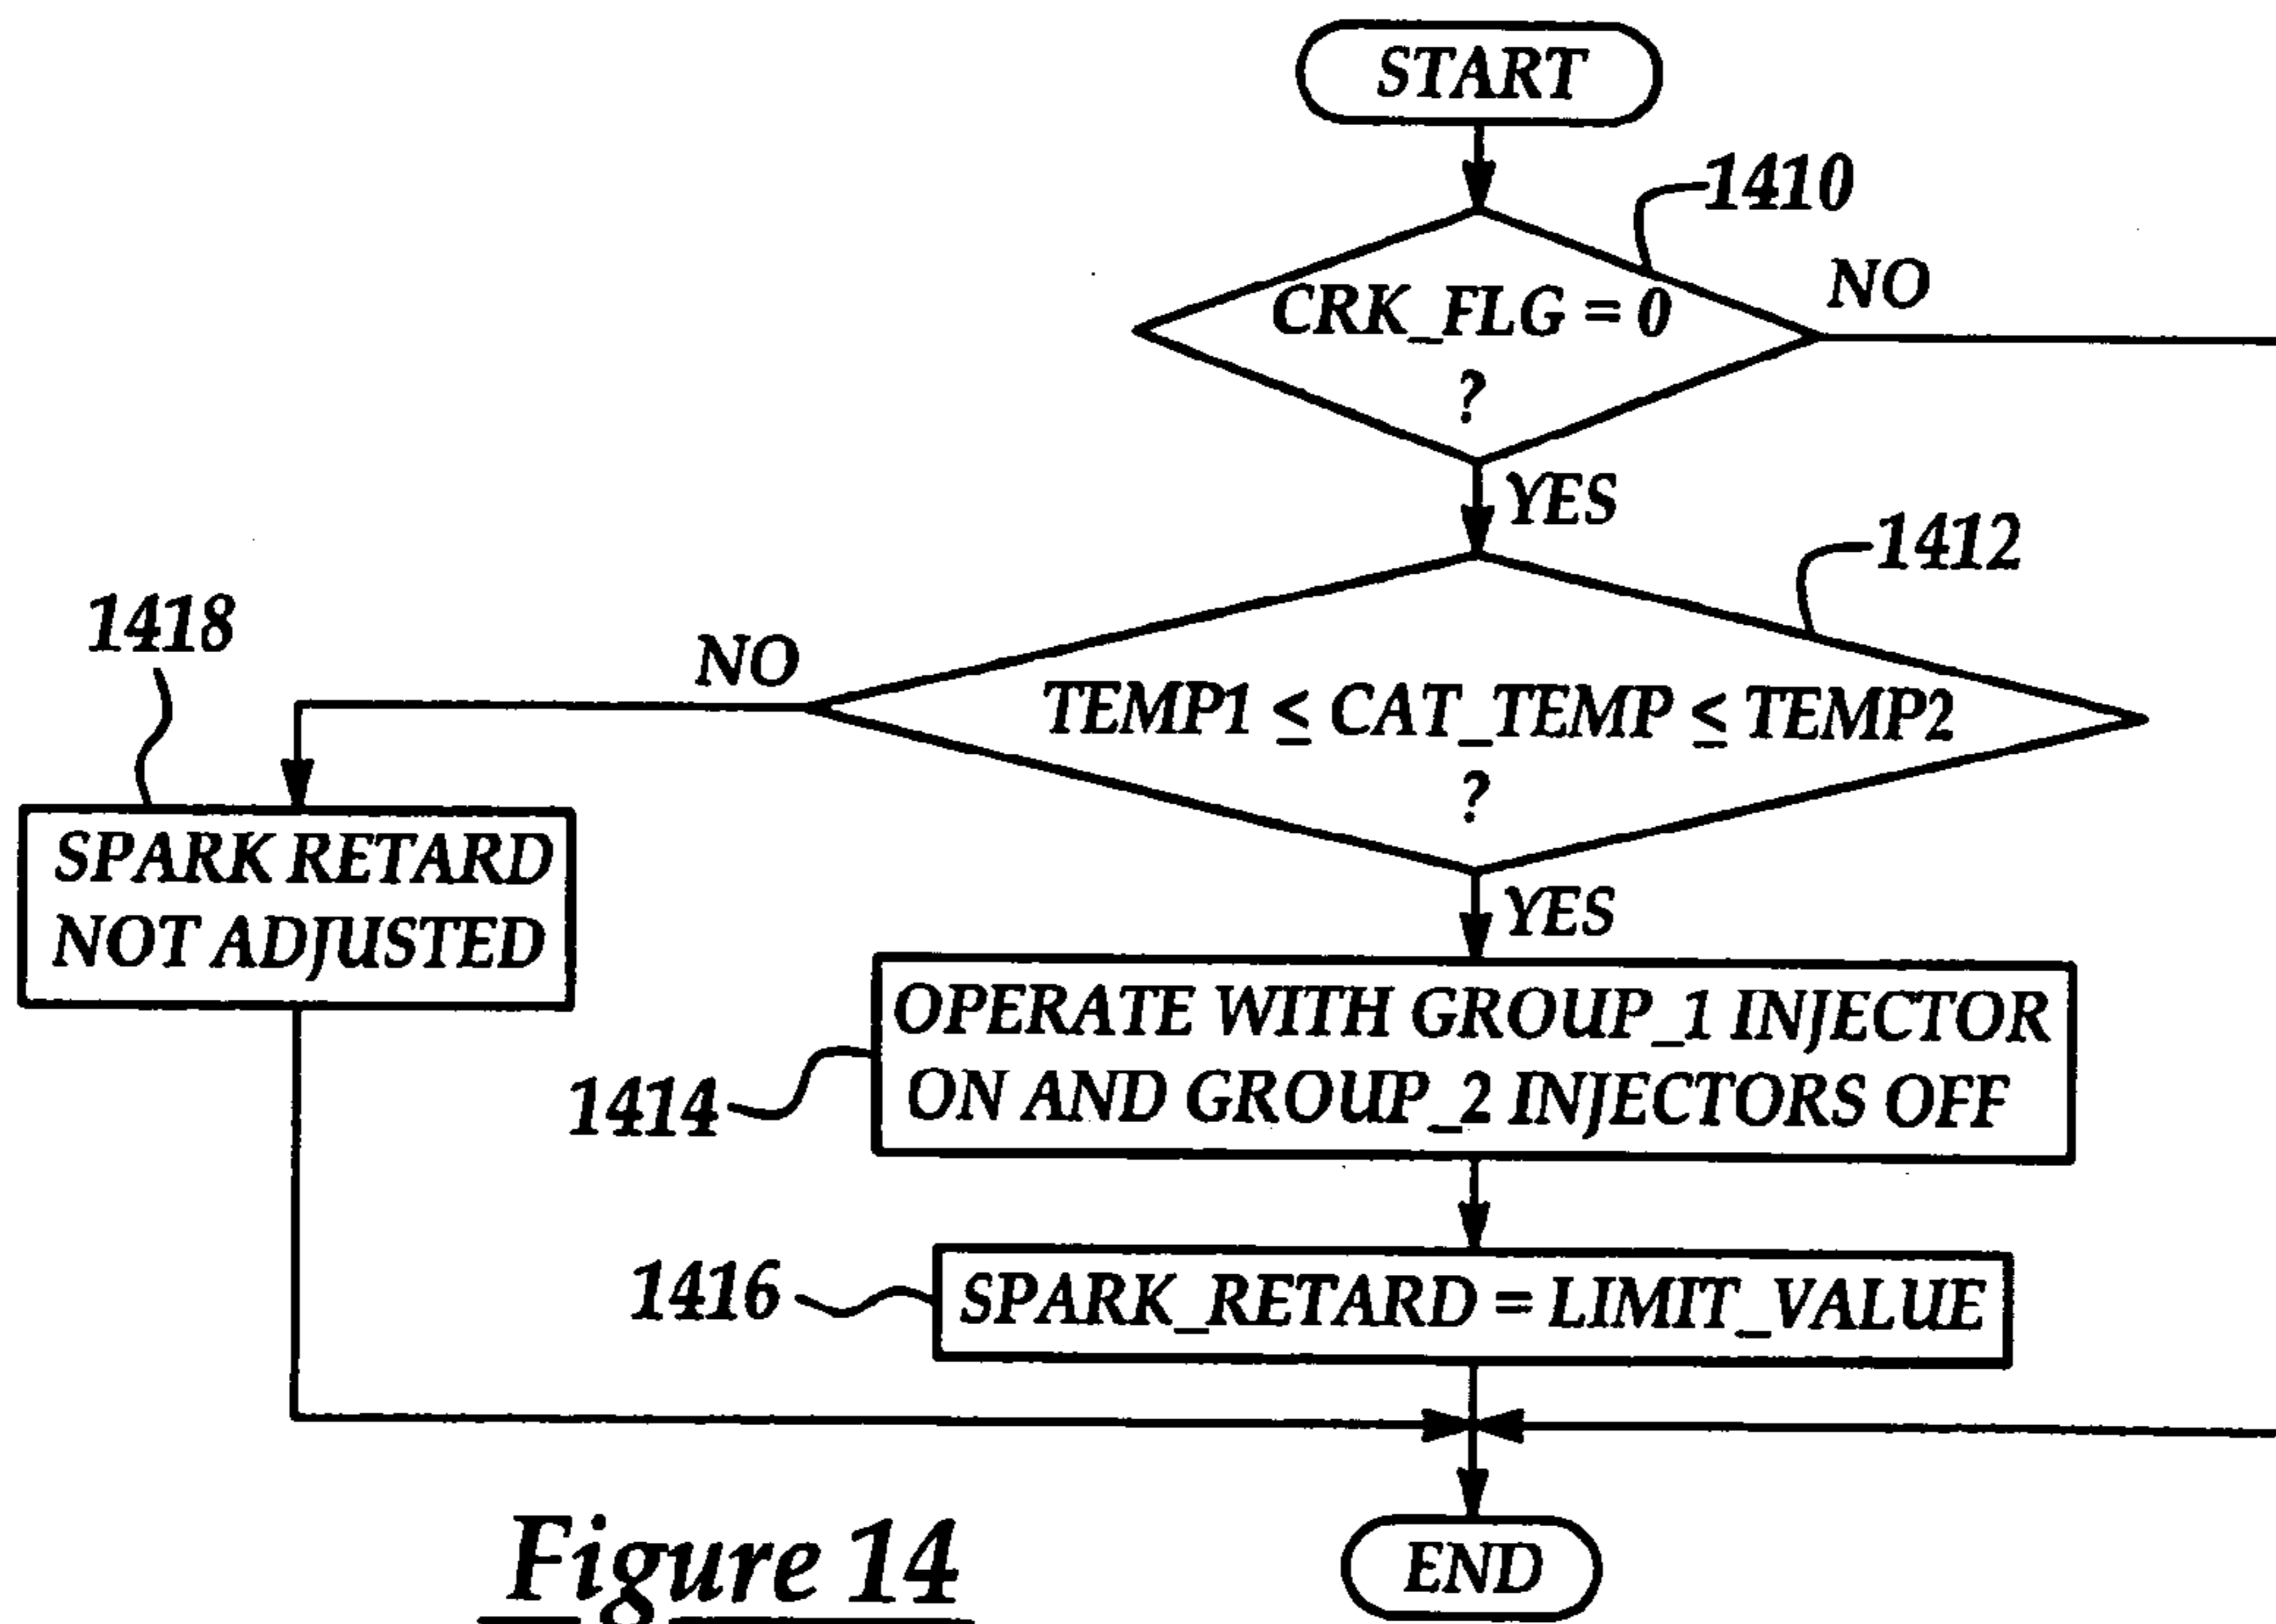 START
1410
CRK_FLG = 0
?
NO
YES
1412
1418
NO
TEMP1 ≤ CAT_TEMP ≤ TEMP2
?
SPARK RETARD
NOT ADJUSTED
YES
OPERATE WITH GROUP_1 INJECTOR
ON AND GROUP_2 INJECTORS OFF
1414
1416
SPARK_RETARD = LIMIT_VALUE
END
Figure 14